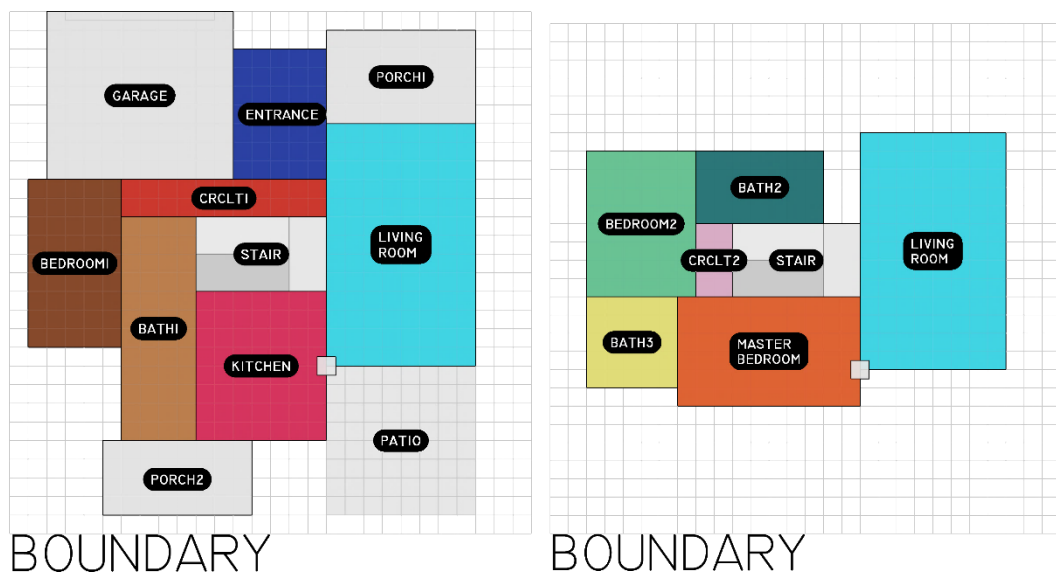 GARAGE
ENTRANCE
PORCH1
CRCLT1
BEDROOM1
STAIR
LIVING
ROOM
BATH1
KITCHEN
PATIO
PORCH2
BOUNDARY
BATH2
BEDROOM2
CRCLT2
STAIR
LIVING
ROOM
BATH3
MASTER
BEDROOM
BOUNDARY